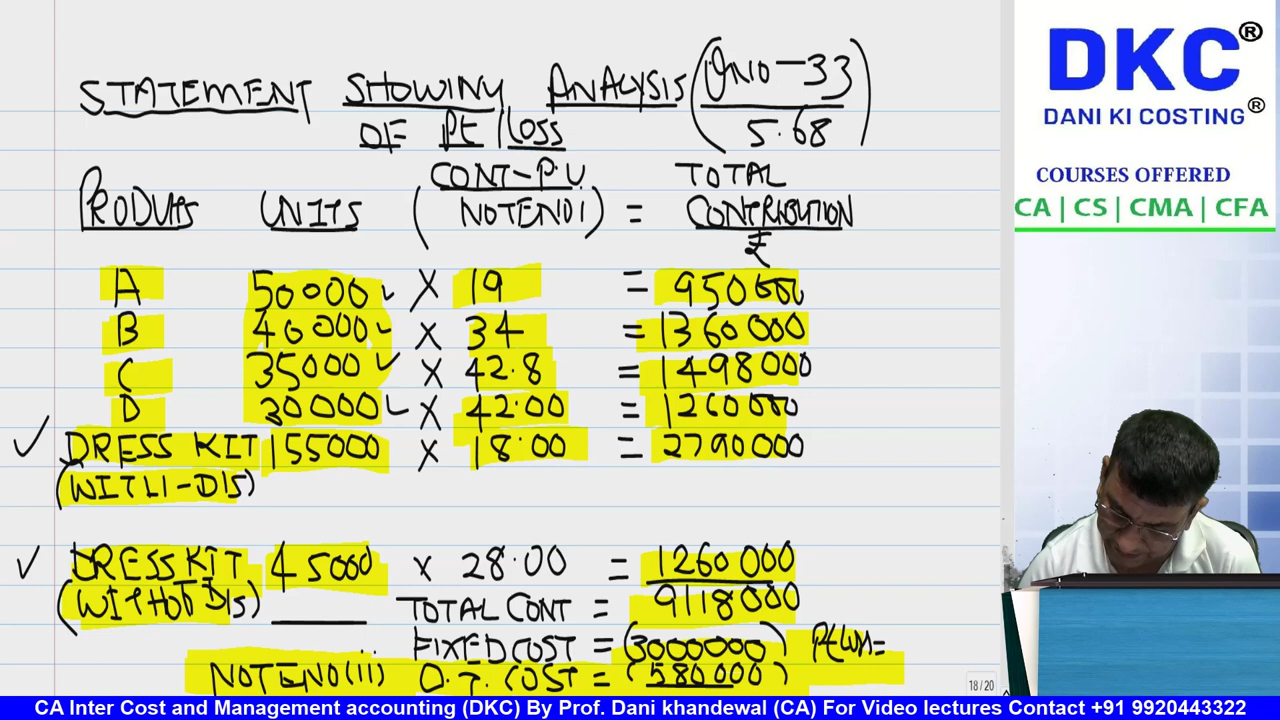 STATEMENT SHOWING ANALYSIS (QNO-33 / 5.68)
OF Pt/LOSS
PRODUCTS UNITS (CONT-P.U. NOTENO1) = TOTAL CONTRIBUTION ₹
A 50000 × 19 = 950000
B 40000 × 34 = 1360000
C 35000 × 42.8 = 1498000
D 30000 × 42.00 = 1260000
✓ DRESS KIT 155000 × 18.00 = 2790000
(WITH-DIS)
✓ DRESS KIT 45000 × 28.00 = 1260000
(WITHOT DIS) TOTAL CONT = 9118000
FIXED COST = (3000000)
NOTENO(ii) O.T. COST = (580000)
18/20
DKC®
DANI KI COSTING®
COURSES OFFERED
CA | CS | CMA | CFA
CA Inter Cost and Management accounting (DKC) By Prof. Dani khandewal (CA) For Video lectures Contact +91 9920443322